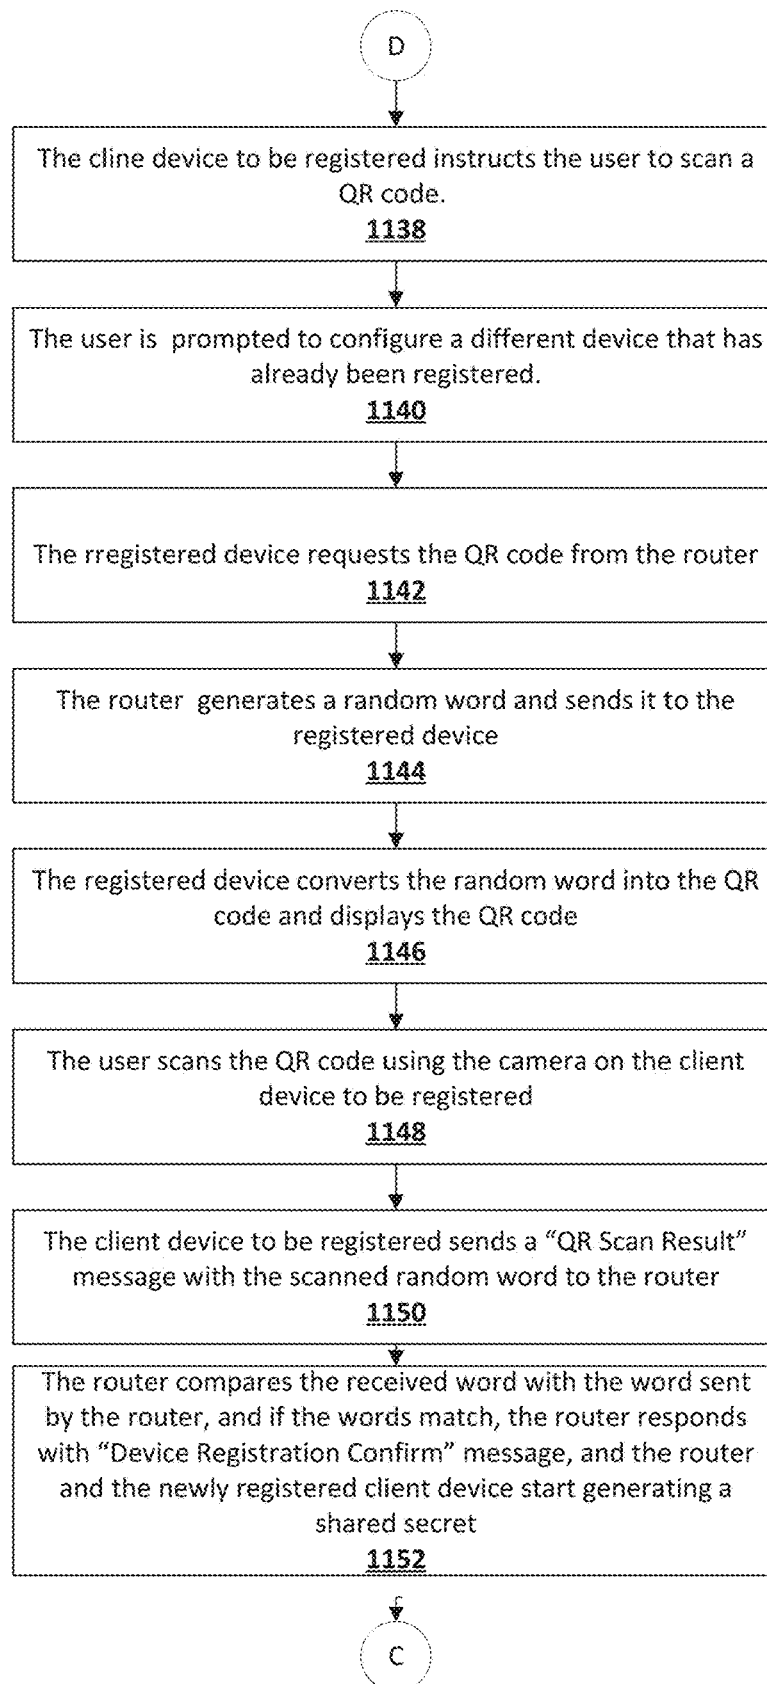 D
The cline device to be registered instructs the user to scan a
QR code.
1138
The user is prompted to configure a different device that has
already been registered.
1140
The rregistered device requests the QR code from the router
1142
The router generates a random word and sends it to the
registered device
1144
The registered device converts the random word into the QR
code and displays the QR code
1146
The user scans the QR code using the camera on the client
device to be registered
1148
The client device to be registered sends a “QR Scan Result”
message with the scanned random word to the router
1150
The router compares the received word with the word sent
by the router, and if the words match, the router responds
with “Device Registration Confirm” message, and the router
and the newly registered client device start generating a
shared secret
1152
C